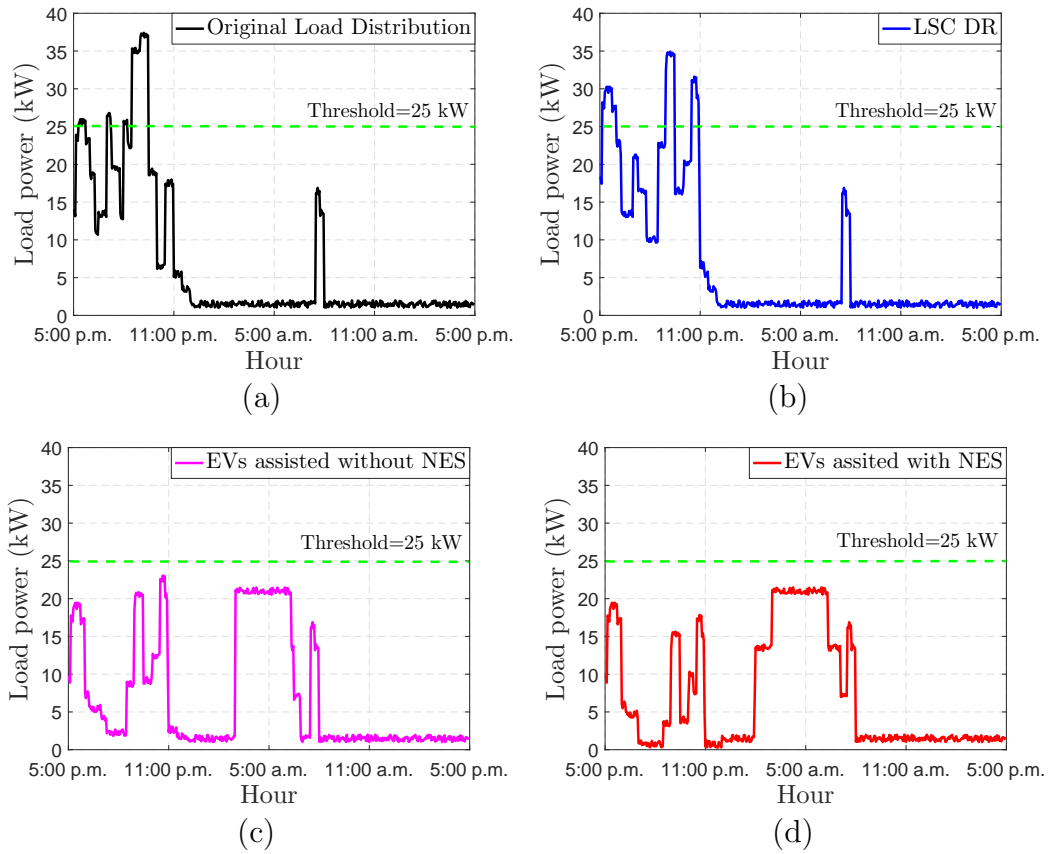 Original Load Distribution
Threshold=25 kW
Load power (kW)
40
35
30
25
20
15
10
5
0
5:00 p.m. 11:00 p.m. 5:00 a.m. 11:00 a.m. 5:00 p.m.
Hour
(a)
LSC DR
Threshold=25 kW
Load power (kW)
40
35
30
25
20
15
10
5
0
5:00 p.m. 11:00 p.m. 5:00 a.m. 11:00 a.m. 5:00 p.m.
Hour
(b)
EVs assisted without NES
Threshold=25 kW
Load power (kW)
40
35
30
25
20
15
10
5
0
5:00 p.m. 11:00 p.m. 5:00 a.m. 11:00 a.m. 5:00 p.m.
Hour
(c)
EVs assited with NES
Threshold=25 kW
Load power (kW)
40
35
30
25
20
15
10
5
0
5:00 p.m. 11:00 p.m. 5:00 a.m. 11:00 a.m. 5:00 p.m.
Hour
(d)